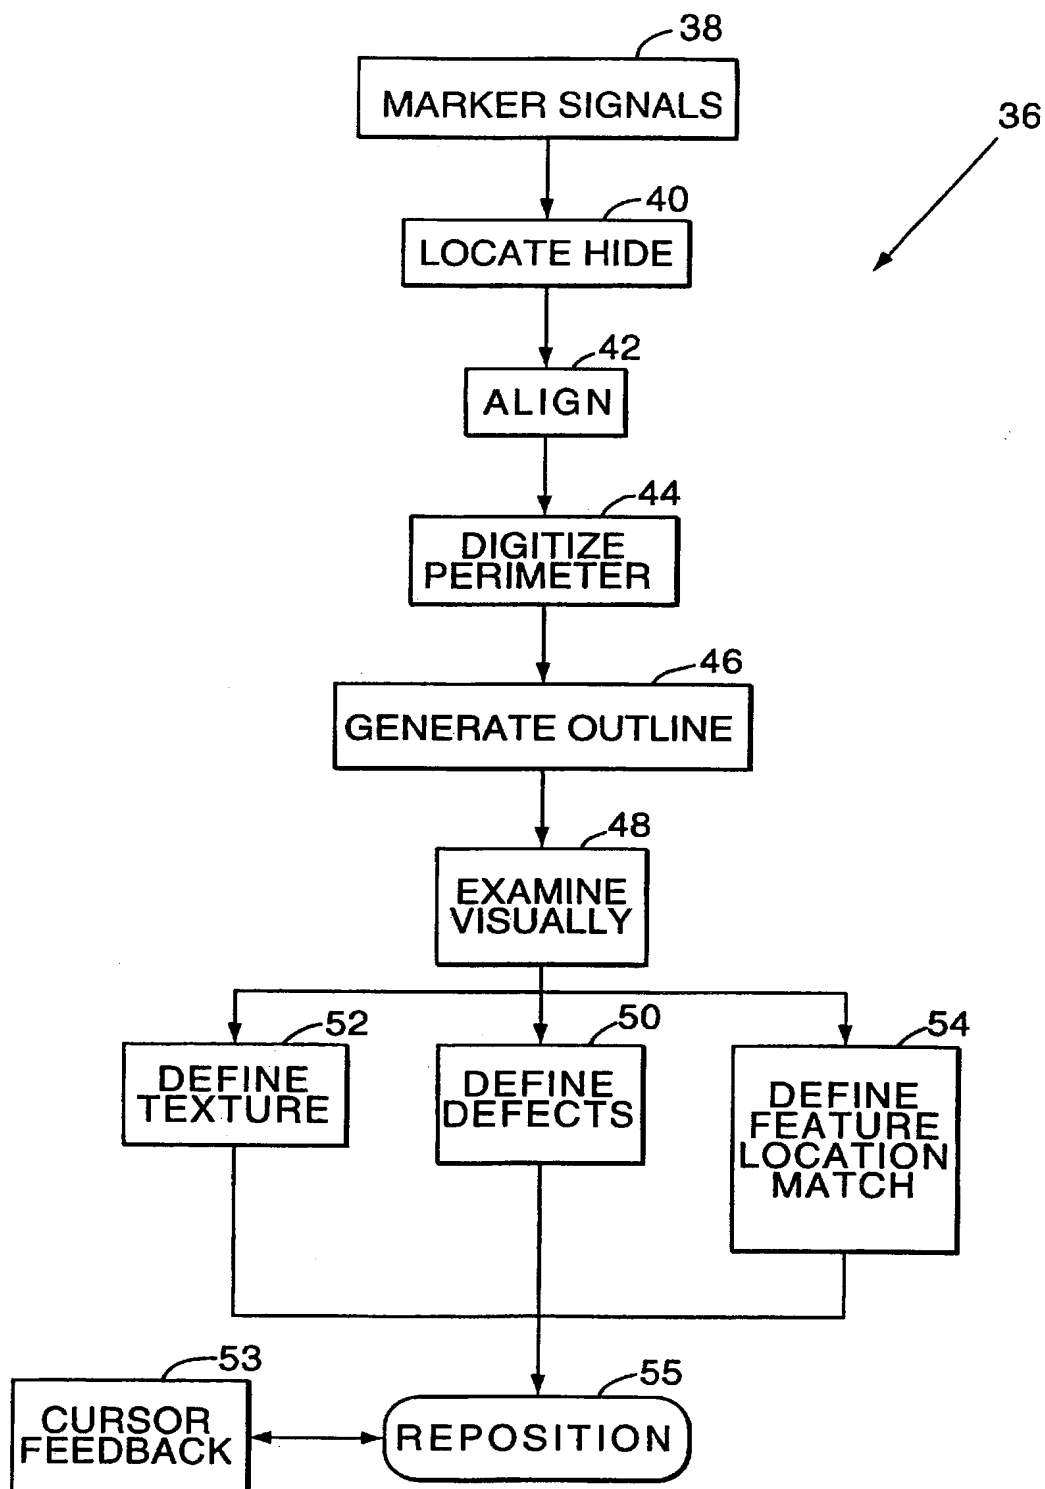 38
MARKER SIGNALS
36
40
LOCATE HIDE
42
ALIGN
44
DIGITIZE
PERIMETER
46
GENERATE OUTLINE
48
EXAMINE
VISUALLY
52
DEFINE
TEXTURE
50
DEFINE
DEFECTS
54
DEFINE
FEATURE
LOCATION
MATCH
53
CURSOR
FEEDBACK
55
REPOSITION